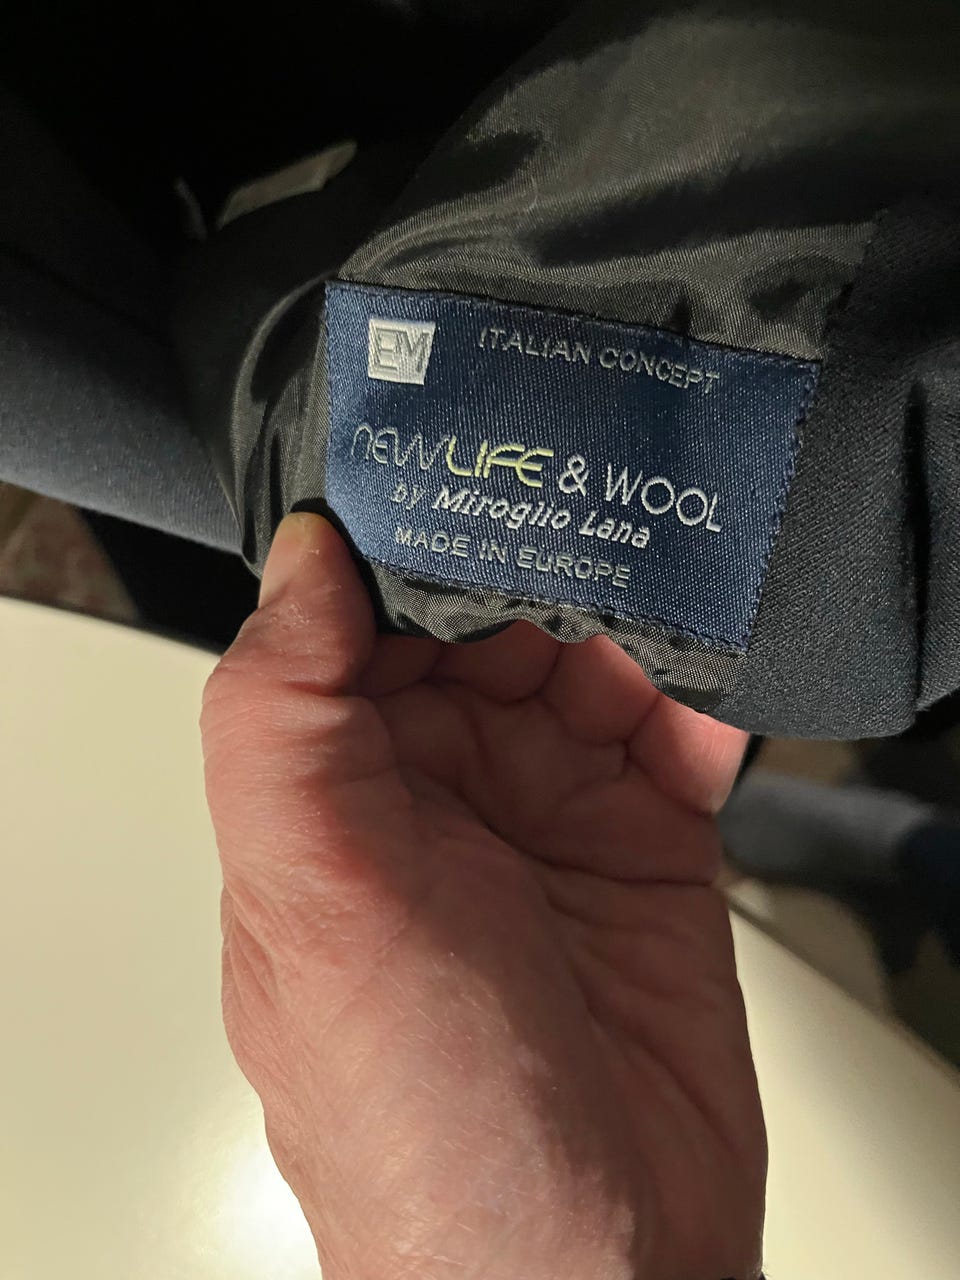 EM
ITALIAN CONCEPT
newLIFE & WOOL
by Miroglio Lana
MADE IN EUROPE